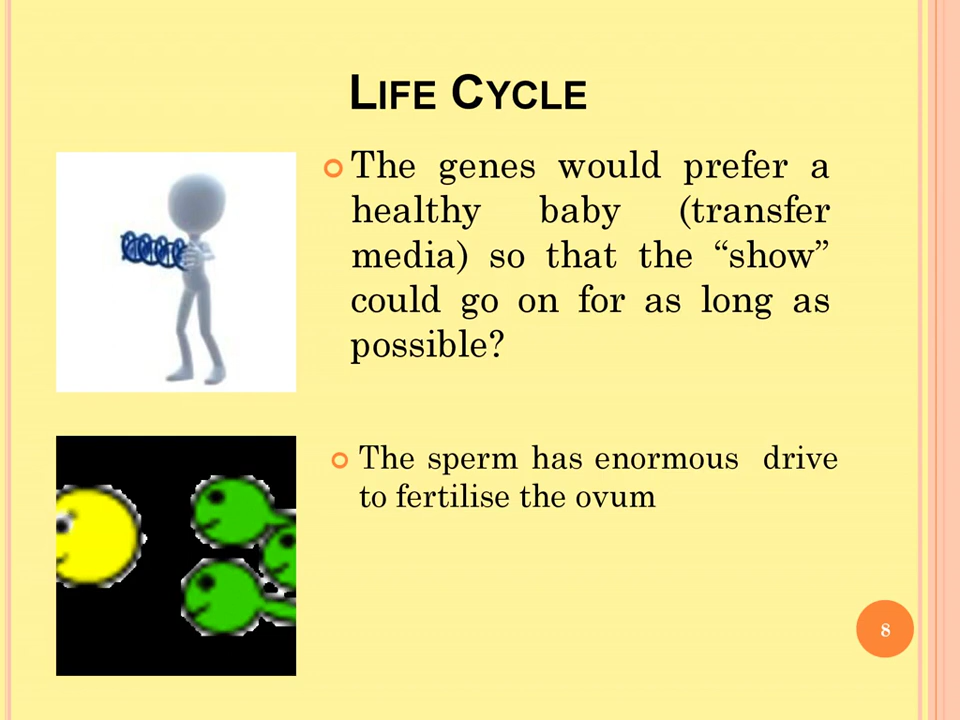 LIFE CYCLE
The genes would prefer a
healthy baby (transfer
media) so that the “show”
could go on for as long as
possible?
The sperm has enormous drive
to fertilise the ovum
8